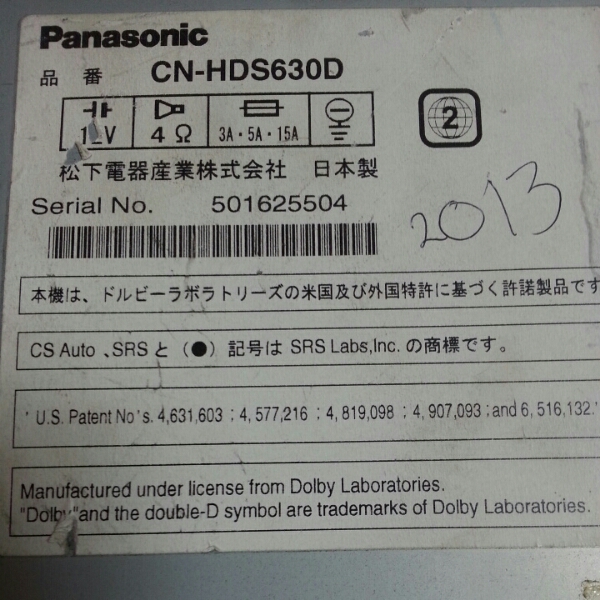 Panasonic
品 番 CN-HDS630D
12V 4Ω 3A・5A・15A
2
松下電器産業株式会社 日本製
Serial No. 501625504
2013
本機は、ドルビーラボラトリーズの米国及び外国特許に基づく許諾製品です
CS Auto 、SRS と (●) 記号は SRS Labs,Inc. の商標です。
' U.S. Patent No's. 4,631,603 ; 4,577,216 ; 4,819,098 ; 4,907,093 ;and 6,516,132.'
Manufactured under license from Dolby Laboratories.
"Dolby"and the double-D symbol are trademarks of Dolby Laboratories.